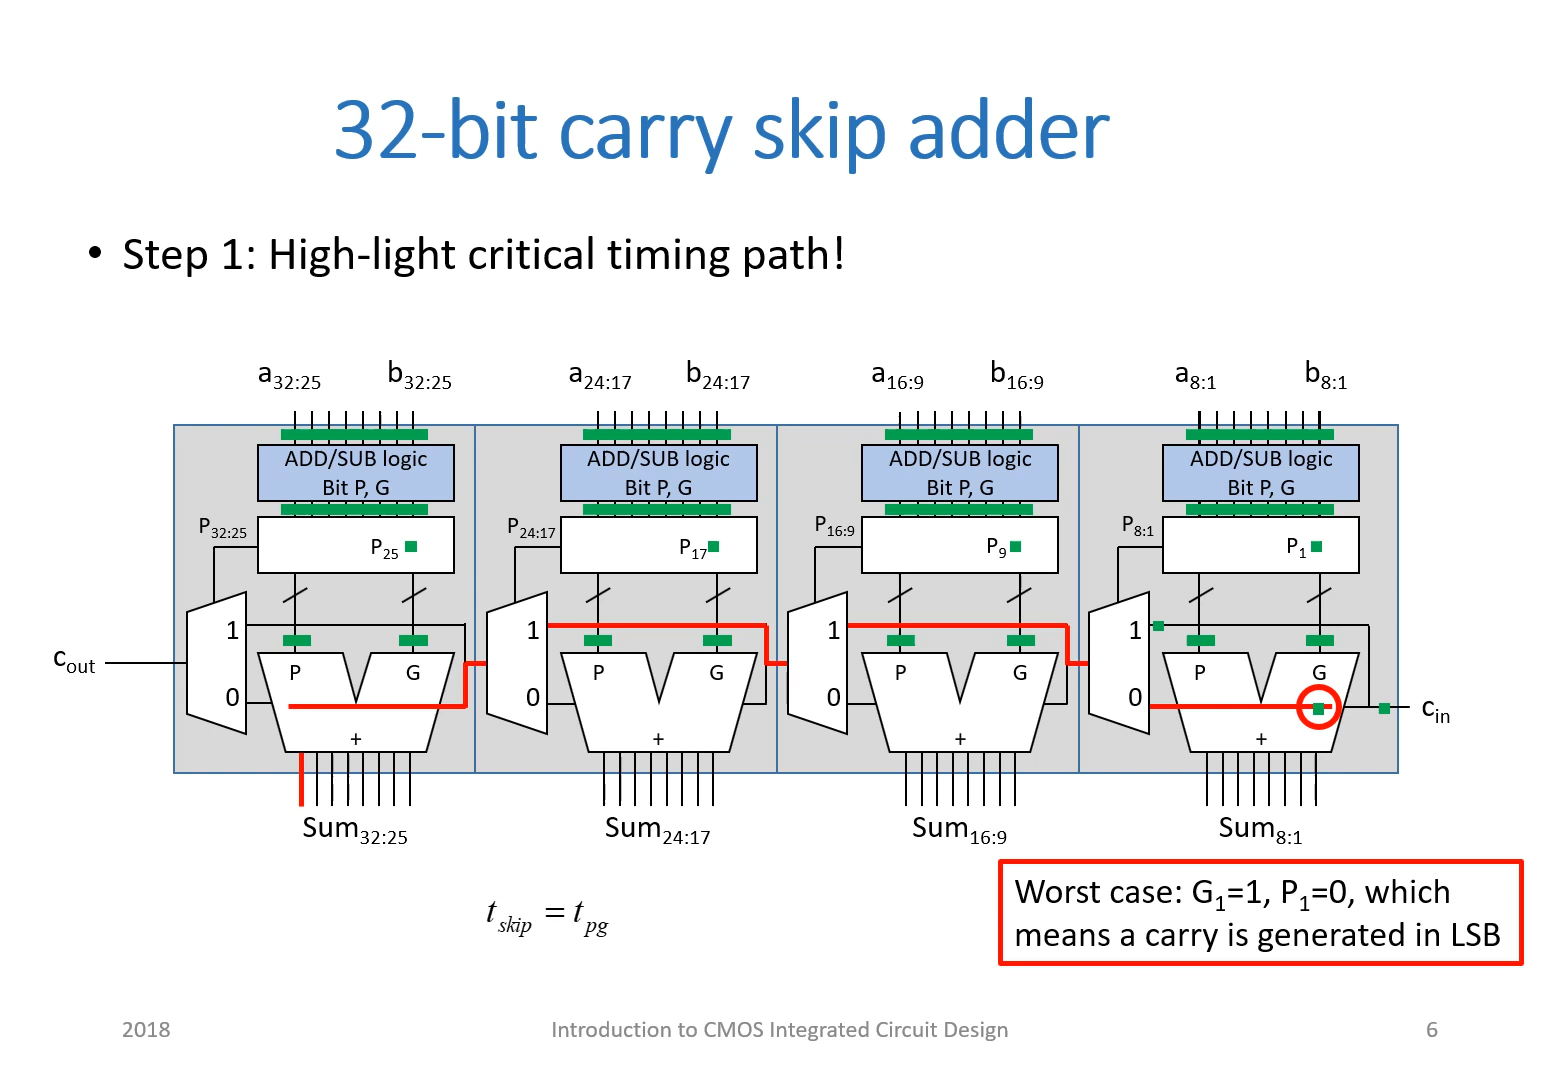 32-bit carry skip adder
• Step 1: High-light critical timing path!
a32:25 b32:25 a24:17 b24:17 a16:9 b16:9 a8:1 b8:1
ADD/SUB logic ADD/SUB logic ADD/SUB logic ADD/SUB logic
Bit P, G Bit P, G Bit P, G Bit P, G
P32:25 P24:17 P16:9 P8:1
P25 P17 P9 P1
1 1 1 1
cout P G P G P G P G
0 0 0 0 cin
+ + + +
Sum32:25 Sum24:17 Sum16:9 Sum8:1
Worst case: G1=1, P1=0, which
means a carry is generated in LSB
tskip = tpg
2018 Introduction to CMOS Integrated Circuit Design 6